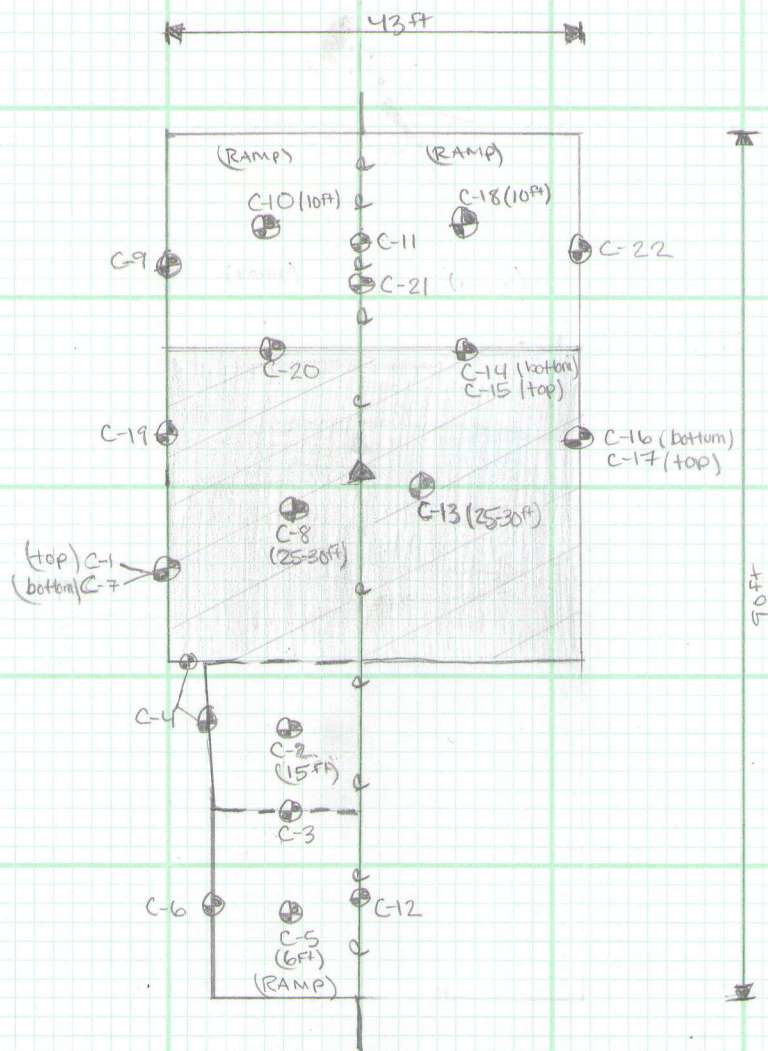 43ft
(RAMP)
(RAMP)
C-10 (10ft)
C-18 (10ft)
C-9
C-11
C-22
C-21
C-20
C-14 (bottom)
C-15 (top)
C-19
C-16 (bottom)
C-17 (top)
C-8
(25-30ft)
C-13 (25-30ft)
(top) C-1
(bottom) C-7
C-4
C-2
(15ft)
C-3
C-6
C-12
C-5
(6ft)
(RAMP)